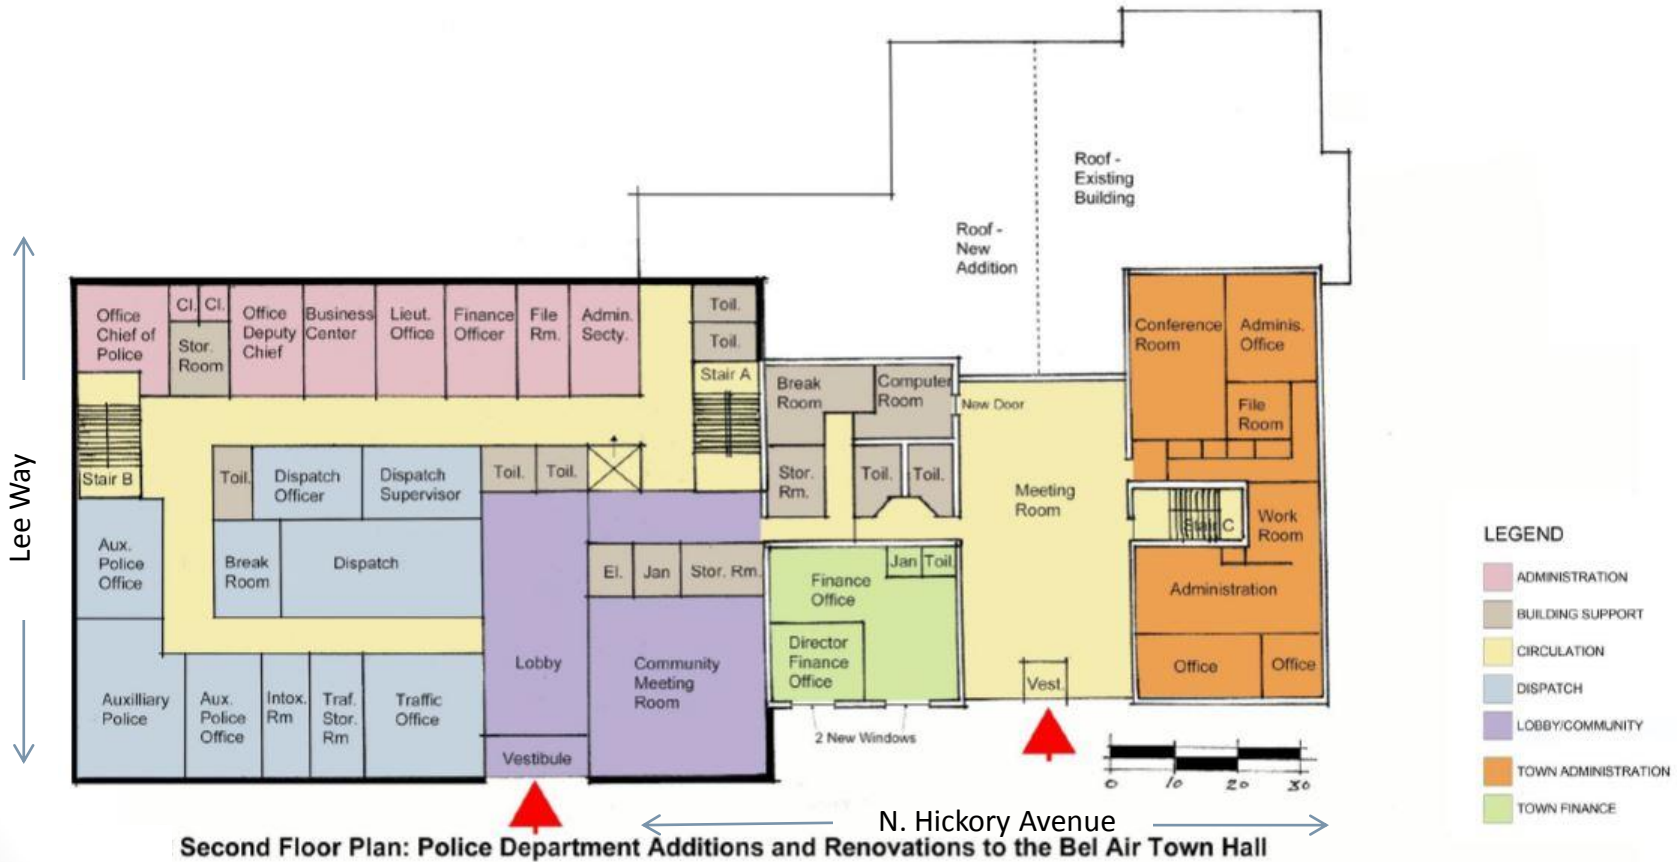 Roof -
Existing
Building
Roof -
New
Addition
Office
Chief of
Police
Cl.
Cl.
Stor.
Room
Office
Deputy
Chief
Business
Center
Lieut.
Office
Finance
Officer
File
Rm.
Admin.
Secty.
Toil.
Toil.
Stair A
Break
Room
Computer
Room
New Door
Conference
Room
Adminis.
Office
File
Room
Stair B
Toil.
Dispatch
Officer
Dispatch
Supervisor
Toil.
Toil.
Stor.
Rm.
Toil.
Toil.
Meeting
Room
Stair C
Work
Room
Lee Way
Aux.
Police
Office
Break
Room
Dispatch
El.
Jan
Stor. Rm.
Finance
Office
Jan
Toil.
Administration
Director
Finance
Office
Lobby
Community
Meeting
Room
Office
Office
Vest.
Auxilliary
Police
Aux.
Police
Office
Intox.
Rm
Traf.
Stor.
Rm
Traffic
Office
Vestibule
2 New Windows
0 10 20 30
LEGEND
ADMINISTRATION
BUILDING SUPPORT
CIRCULATION
DISPATCH
LOBBY/COMMUNITY
TOWN ADMINISTRATION
TOWN FINANCE
N. Hickory Avenue
Second Floor Plan: Police Department Additions and Renovations to the Bel Air Town Hall